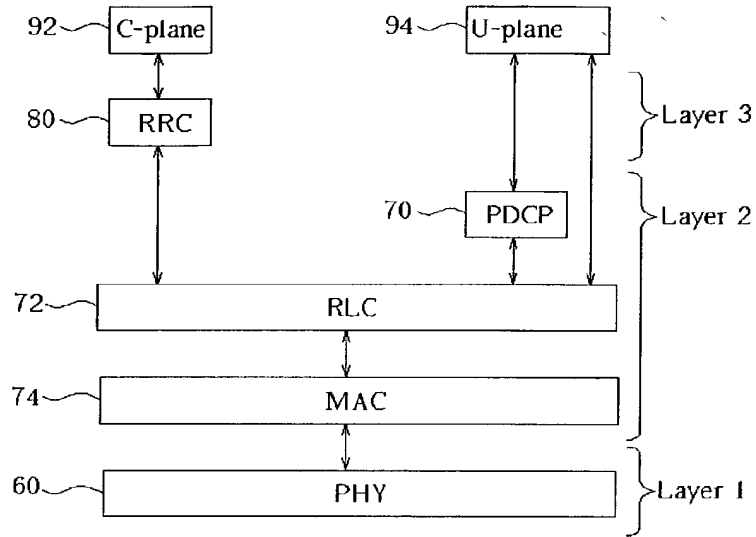 92 C-plane 94 U-plane
80 RRC Layer 3
70 PDCP Layer 2
72 RLC
74 MAC
60 PHY Layer 1